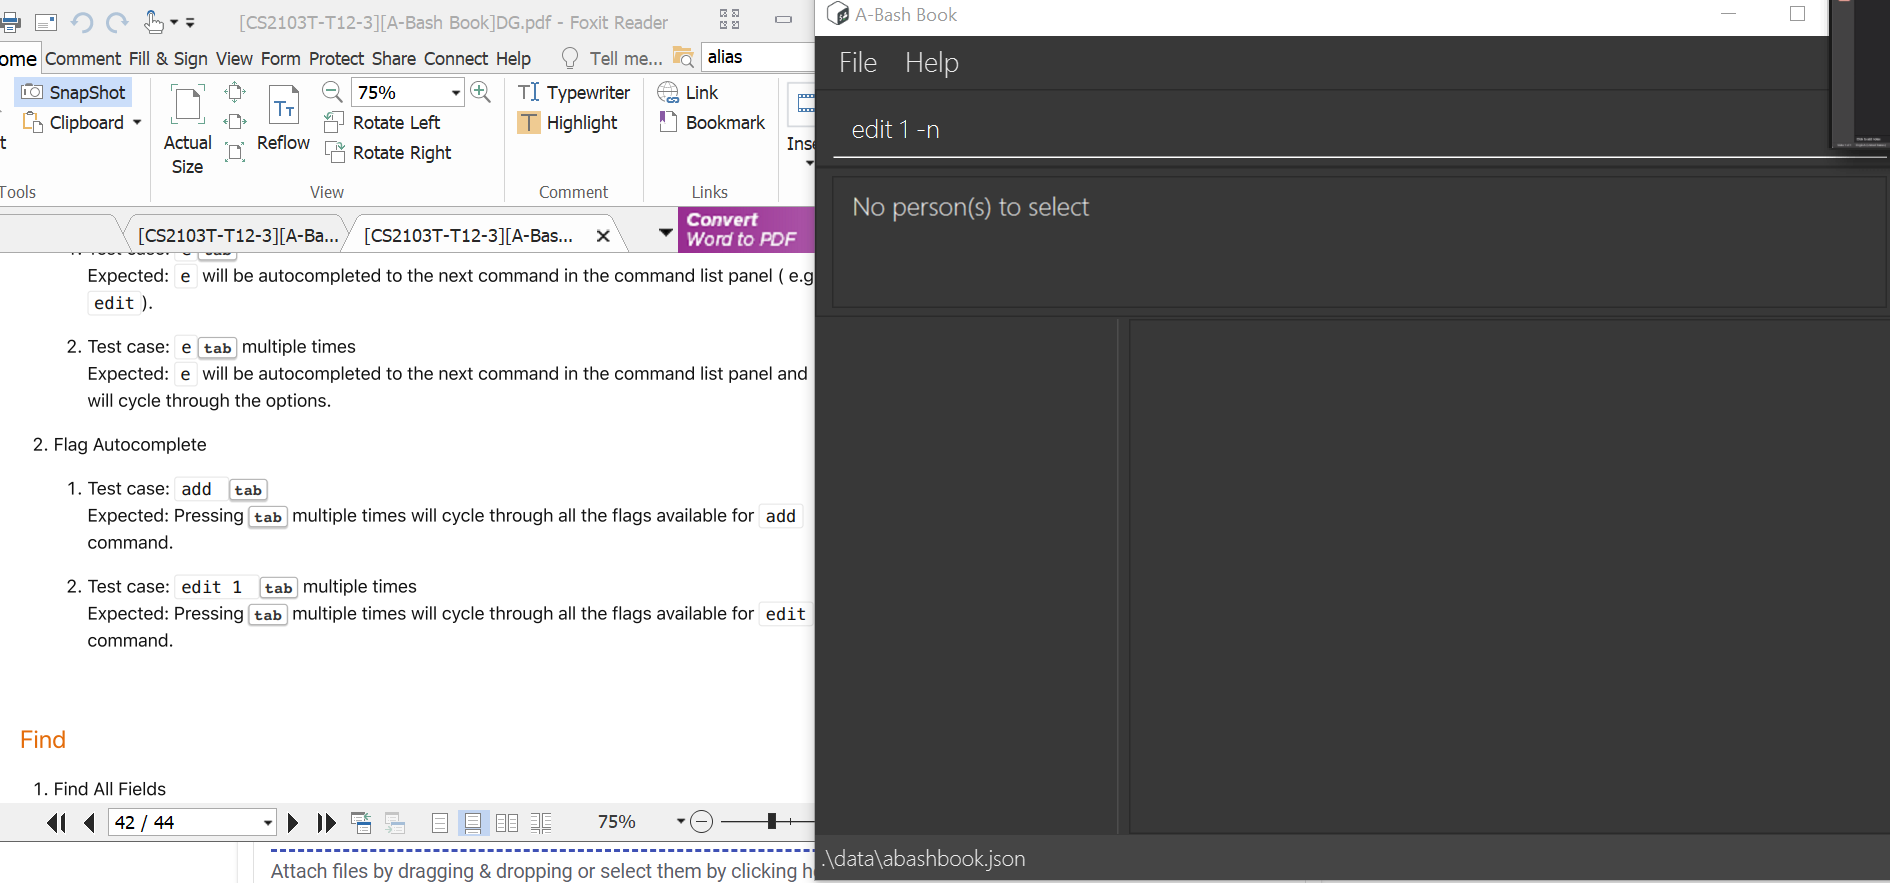 [CS2103T-T12-3][A-Bash Book]DG.pdf - Foxit Reader
ome Comment Fill & Sign View Form Protect Share Connect Help Tell me... alias
SnapShot
Clipboard
t
Tools
Actual
Size
Reflow
75%
Rotate Left
Rotate Right
View
Typewriter
Highlight
Comment
Link
Bookmark
Links
Inse
[CS2103T-T12-3][A-Ba...
[CS2103T-T12-3][A-Bas...
Convert
Word to PDF
1. Test case: e tab
Expected: e will be autocompleted to the next command in the command list panel ( e.g
edit ).
2. Test case: e tab multiple times
Expected: e will be autocompleted to the next command in the command list panel and
will cycle through the options.
2. Flag Autocomplete
1. Test case: add tab
Expected: Pressing tab multiple times will cycle through all the flags available for add
command.
2. Test case: edit 1 tab multiple times
Expected: Pressing tab multiple times will cycle through all the flags available for edit
command.
Find
1. Find All Fields
42 / 44
75%
Attach files by dragging & dropping or select them by clicking h
A-Bash Book
File Help
edit 1 -n
No person(s) to select
.\data\abashbook.json